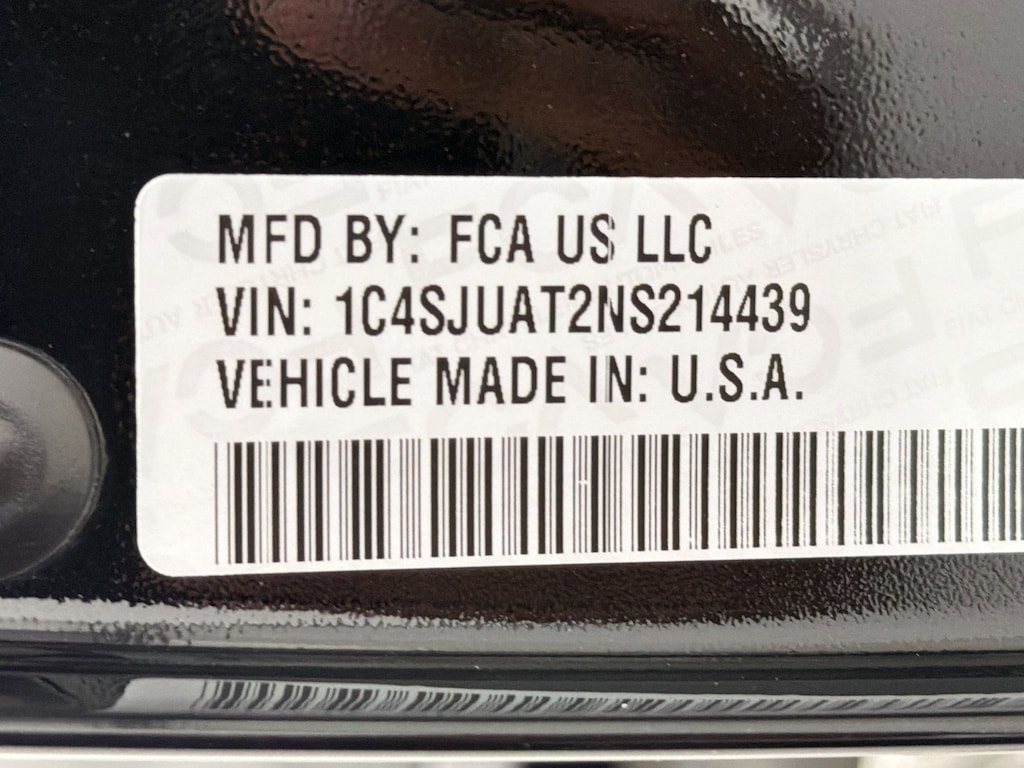 MFD BY: FCA US LLC
VIN: 1C4SJUAT2NS214439
VEHICLE MADE IN: U.S.A.